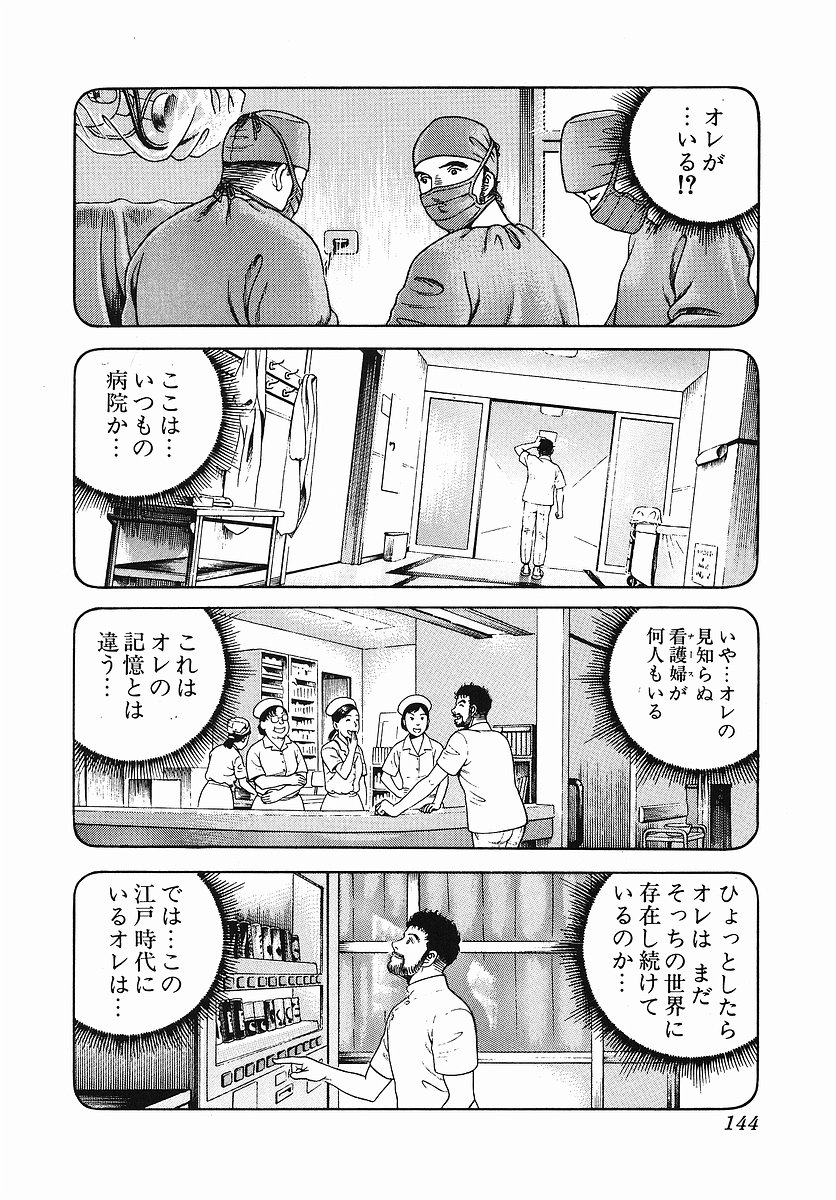 オレが
…いる!?
ここは…
いつもの
病院か…
いや…オレの
見知らぬ
看護婦が
ナース
何人もいる
これは
オレの
記憶とは
違う…
ひょっとしたら
オレは まだ
そっちの世界に
存在し続けて
いるのか…
では…この
江戸時代に
いるオレは…
144